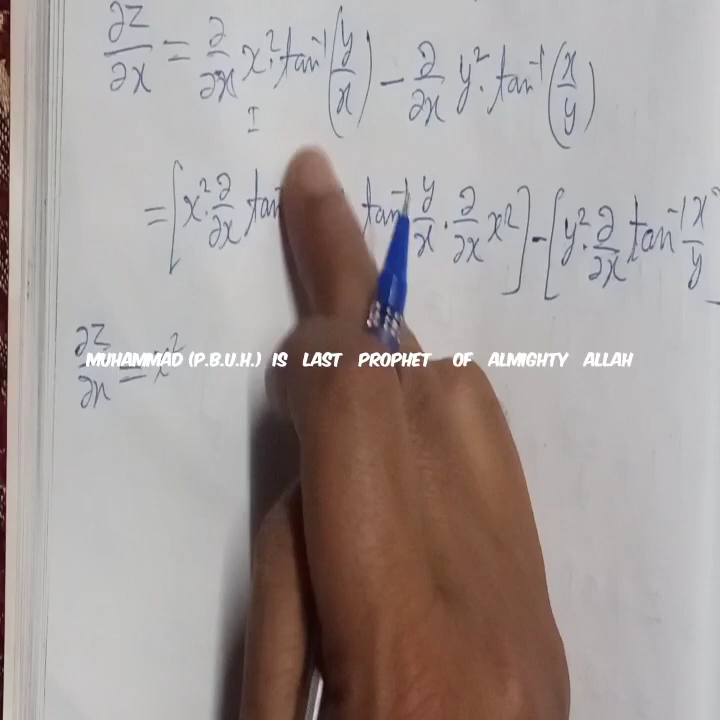 ∂z/∂x = ∂/∂x x².tan⁻¹(y/x) - ∂/∂x y².tan⁻¹(x/y)
I
= [x².∂/∂x tan tan⁻¹ y/x . ∂/∂x x²] - [y².∂/∂x tan⁻¹ x/y
∂z/∂x = x²
MUHAMMAD (P.B.U.H.) IS LAST PROPHET OF ALMIGHTY ALLAH